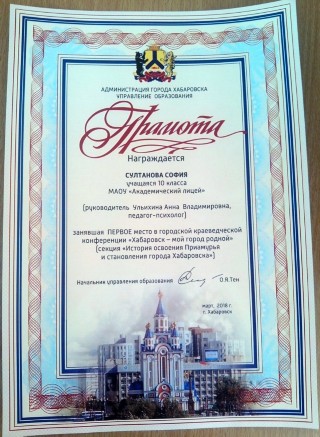 АДМИНИСТРАЦИЯ ГОРОДА ХАБАРОВСКА
УПРАВЛЕНИЕ ОБРАЗОВАНИЯ
Грамота
Награждается
СУЛТАНОВА СОФИЯ
учащаяся 10 класса
МАОУ «Академический лицей»
(руководитель Ульихина Анна Владимировна,
педагог-психолог)
занявшая ПЕРВОЕ место в городской краеведческой
конференции «Хабаровск – мой город родной»
(секция «История освоения Приамурья
и становления города Хабаровска»)
Начальник управления образования О.Я.Тен
март, 2018 г.
г. Хабаровск